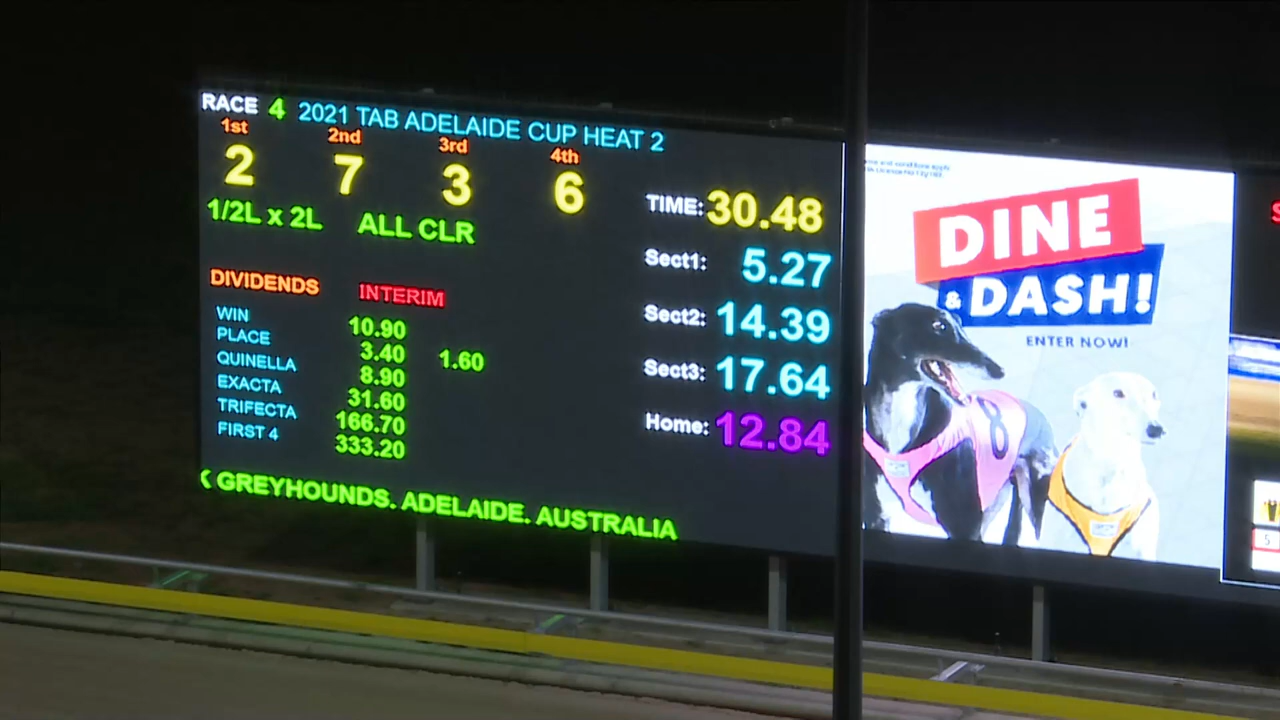 RACE 4 2021 TAB ADELAIDE CUP HEAT 2
1st 2nd 3rd 4th
2 7 3 6
1/2L x 2L ALL CLR
TIME: 30.48
Sect1: 5.27
Sect2: 14.39
Sect3: 17.64
Home: 12.84
DIVIDENDS INTERIM
WIN 10.90
PLACE 3.40 1.60
QUINELLA 8.90
EXACTA 31.60
TRIFECTA 166.70
FIRST 4 333.20
GREYHOUNDS. ADELAIDE. AUSTRALIA
DINE
& DASH!
ENTER NOW!
8
5